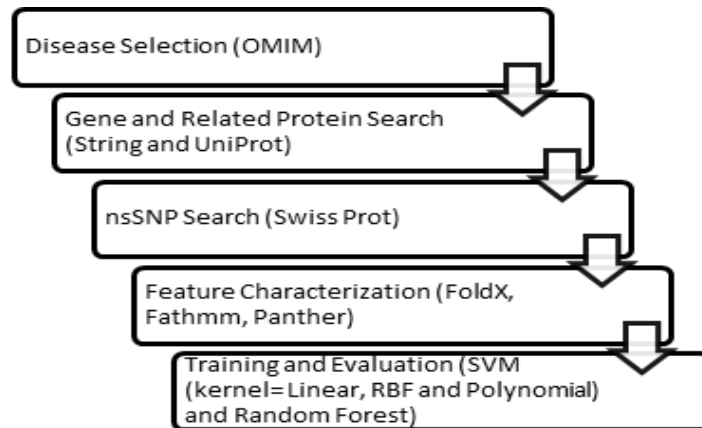 Disease Selection (OMIM)
Gene and Related Protein Search
(String and UniProt)
nsSNP Search (Swiss Prot)
Feature Characterization (FoldX,
Fathmm, Panther)
Training and Evaluation (SVM
(kernel= Linear, RBF and Polynomial)
and Random Forest)